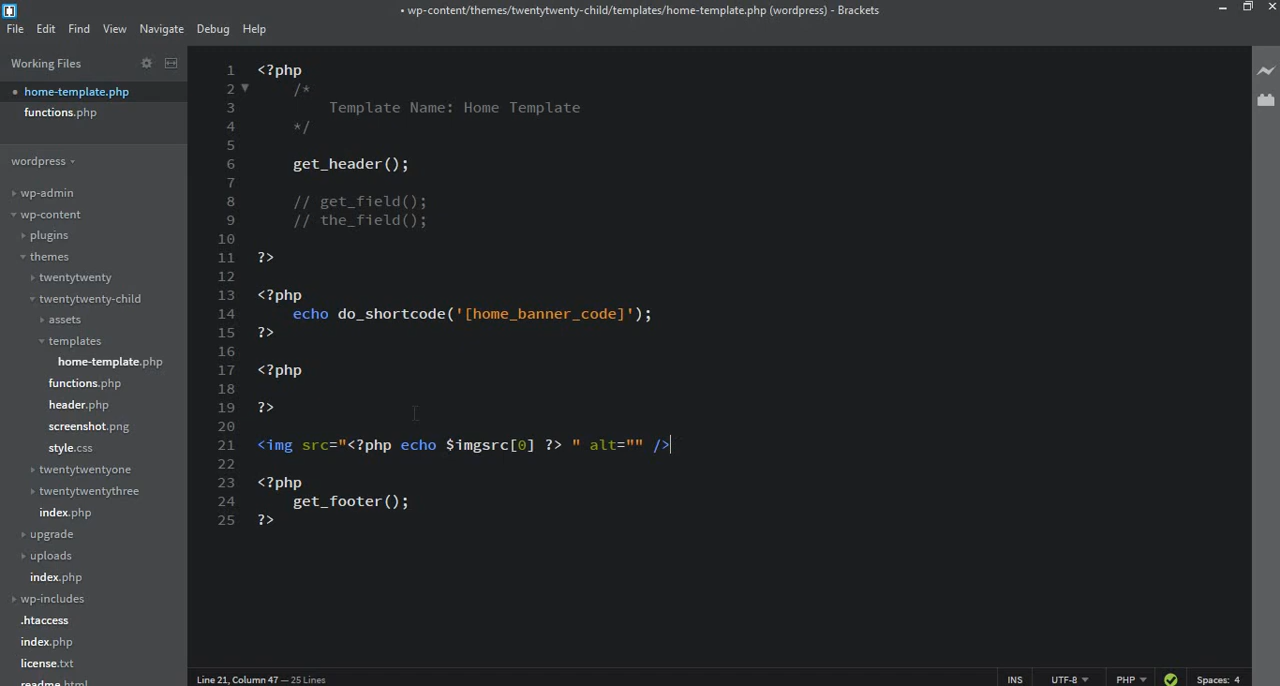 • wp-content/themes/twentytwenty-child/templates/home-template.php (wordpress) - Brackets
File Edit Find View Navigate Debug Help
Working Files
• home-template.php
functions.php
wordpress
wp-admin
wp-content
plugins
themes
twentytwenty
twentytwenty-child
assets
templates
home-template.php
functions.php
header.php
screenshot.png
style.css
twentytwentyone
twentytwentythree
index.php
upgrade
uploads
index.php
wp-includes
.htaccess
index.php
license.txt
readme.html
1 <?php
2 /*
3 Template Name: Home Template
4 */
5
6 get_header();
7
8 // get_field();
9 // the_field();
10
11 ?>
12
13 <?php
14 echo do_shortcode('[home_banner_code]');
15 ?>
16
17 <?php
18
19 ?>
20
21 <img src="<?php echo $imgsrc[0] ?> " alt="" />
22
23 <?php
24 get_footer();
25 ?>
Line 21, Column 47 — 25 Lines
INS UTF-8 PHP Spaces: 4